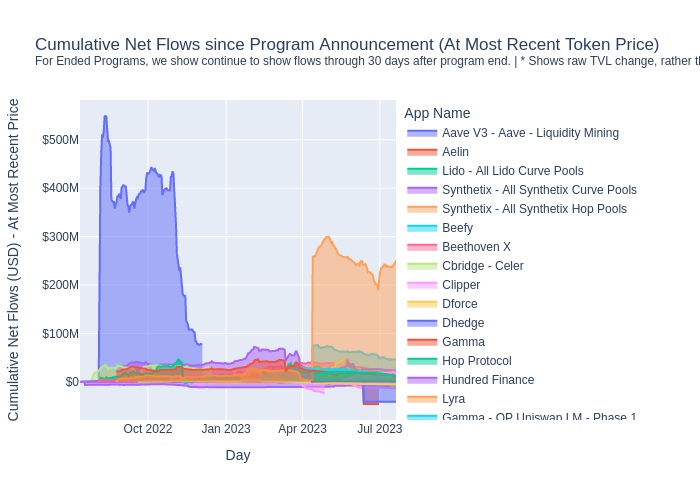 Cumulative Net Flows since Program Announcement (At Most Recent Token Price)
For Ended Programs, we show continue to show flows through 30 days after program end. | * Shows raw TVL change, rather
Cumulative Net Flows (USD) - At Most Recent Price
$500M
$400M
$300M
$200M
$100M
$0
Oct 2022
Jan 2023
Apr 2023
Jul 2023
Day
App Name
Aave V3 - Aave - Liquidity Mining
Aelin
Lido - All Lido Curve Pools
Synthetix - All Synthetix Curve Pools
Synthetix - All Synthetix Hop Pools
Beefy
Beethoven X
Cbridge - Celer
Clipper
Dforce
Dhedge
Gamma
Hop Protocol
Hundred Finance
Lyra
Gamma - OP Uniswap LM - Phase 1